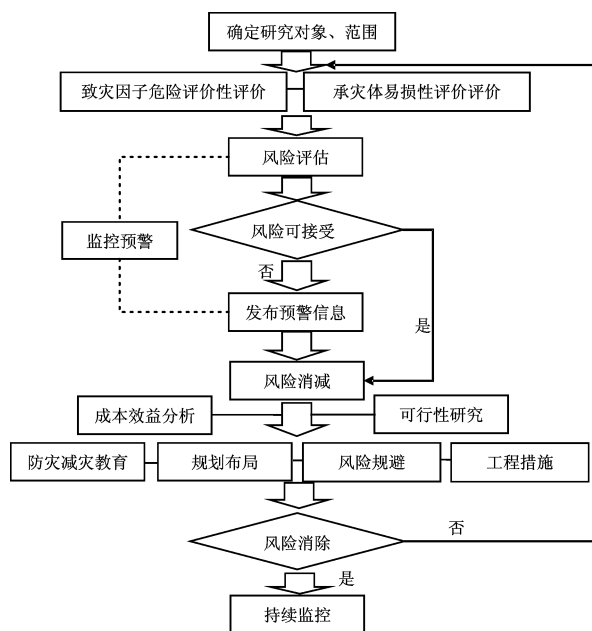 确定研究对象、范围
致灾因子危险评价性评价
承灾体易损性评价评价
风险评估
监控预警
风险可接受
否
发布预警信息
是
风险消减
成本效益分析
可行性研究
防灾减灾教育
规划布局
风险规避
工程措施
风险消除
否
是
持续监控